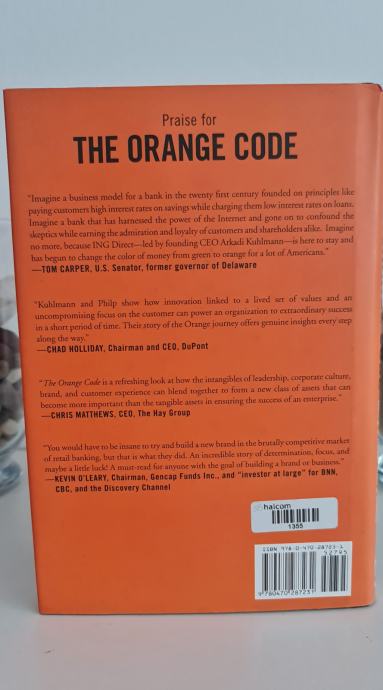 Praise for
THE ORANGE CODE
"Imagine a business model for a bank in the twenty first century founded on principles like
paying customers high interest rates on savings while charging them low interest rates on loans.
Imagine a bank that has harnessed the power of the Internet and gone on to confound the
skeptics while earning the admiration and loyalty of customers and shareholders alike. Imagine
no more, because ING Direct—led by founding CEO Arkadi Kuhlmann—is here to stay and
has begun to change the color of money from green to orange for a lot of Americans."
—TOM CARPER, U.S. Senator, former governor of Delaware
"Kuhlmann and Philp show how innovation linked to a lived set of values and an
uncompromising focus on the customer can power an organization to extraordinary success
in a short period of time. Their story of the Orange journey offers genuine insights every step
along the way."
—CHAD HOLLIDAY, Chairman and CEO, DuPont
"The Orange Code is a refreshing look at how the intangibles of leadership, corporate culture,
brand, and customer experience can blend together to form a new class of assets that can
become more important than the tangible assets in ensuring the success of an enterprise."
—CHRIS MATTHEWS, CEO, The Hay Group
"You would have to be insane to try and build a new brand in the brutally competitive market
of retail banking, but that is what they did. An incredible story of determination, focus, and
maybe a little luck! A must-read for anyone with the goal of building a brand or business."
—KEVIN O'LEARY, Chairman, Gencap Funds Inc., and "investor at large" for BNN,
CBC, and the Discovery Channel
halcom
1355
ISBN 978-0-470-28723-1
52795
9 780470 287231